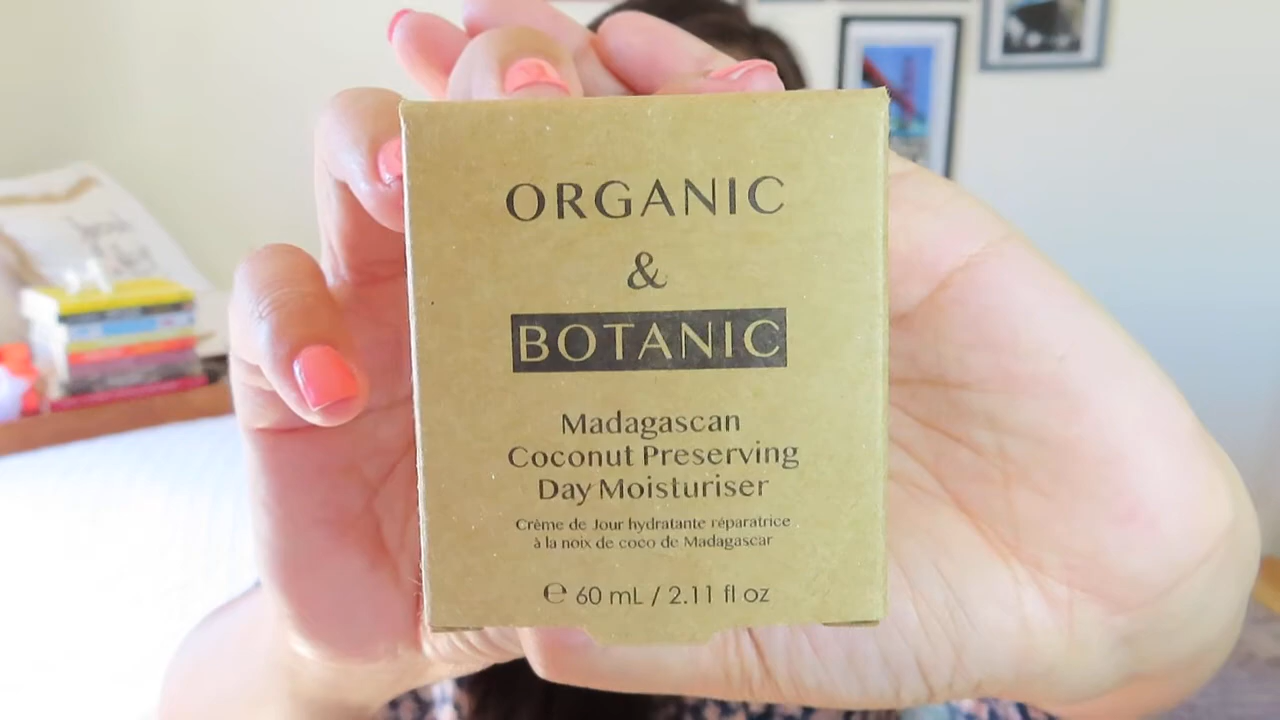 ORGANIC
&
BOTANIC
Madagascan
Coconut Preserving
Day Moisturiser
Crème de Jour hydratante réparatrice
à la noix de coco de Madagascar
℮ 60 mL / 2.11 fl oz